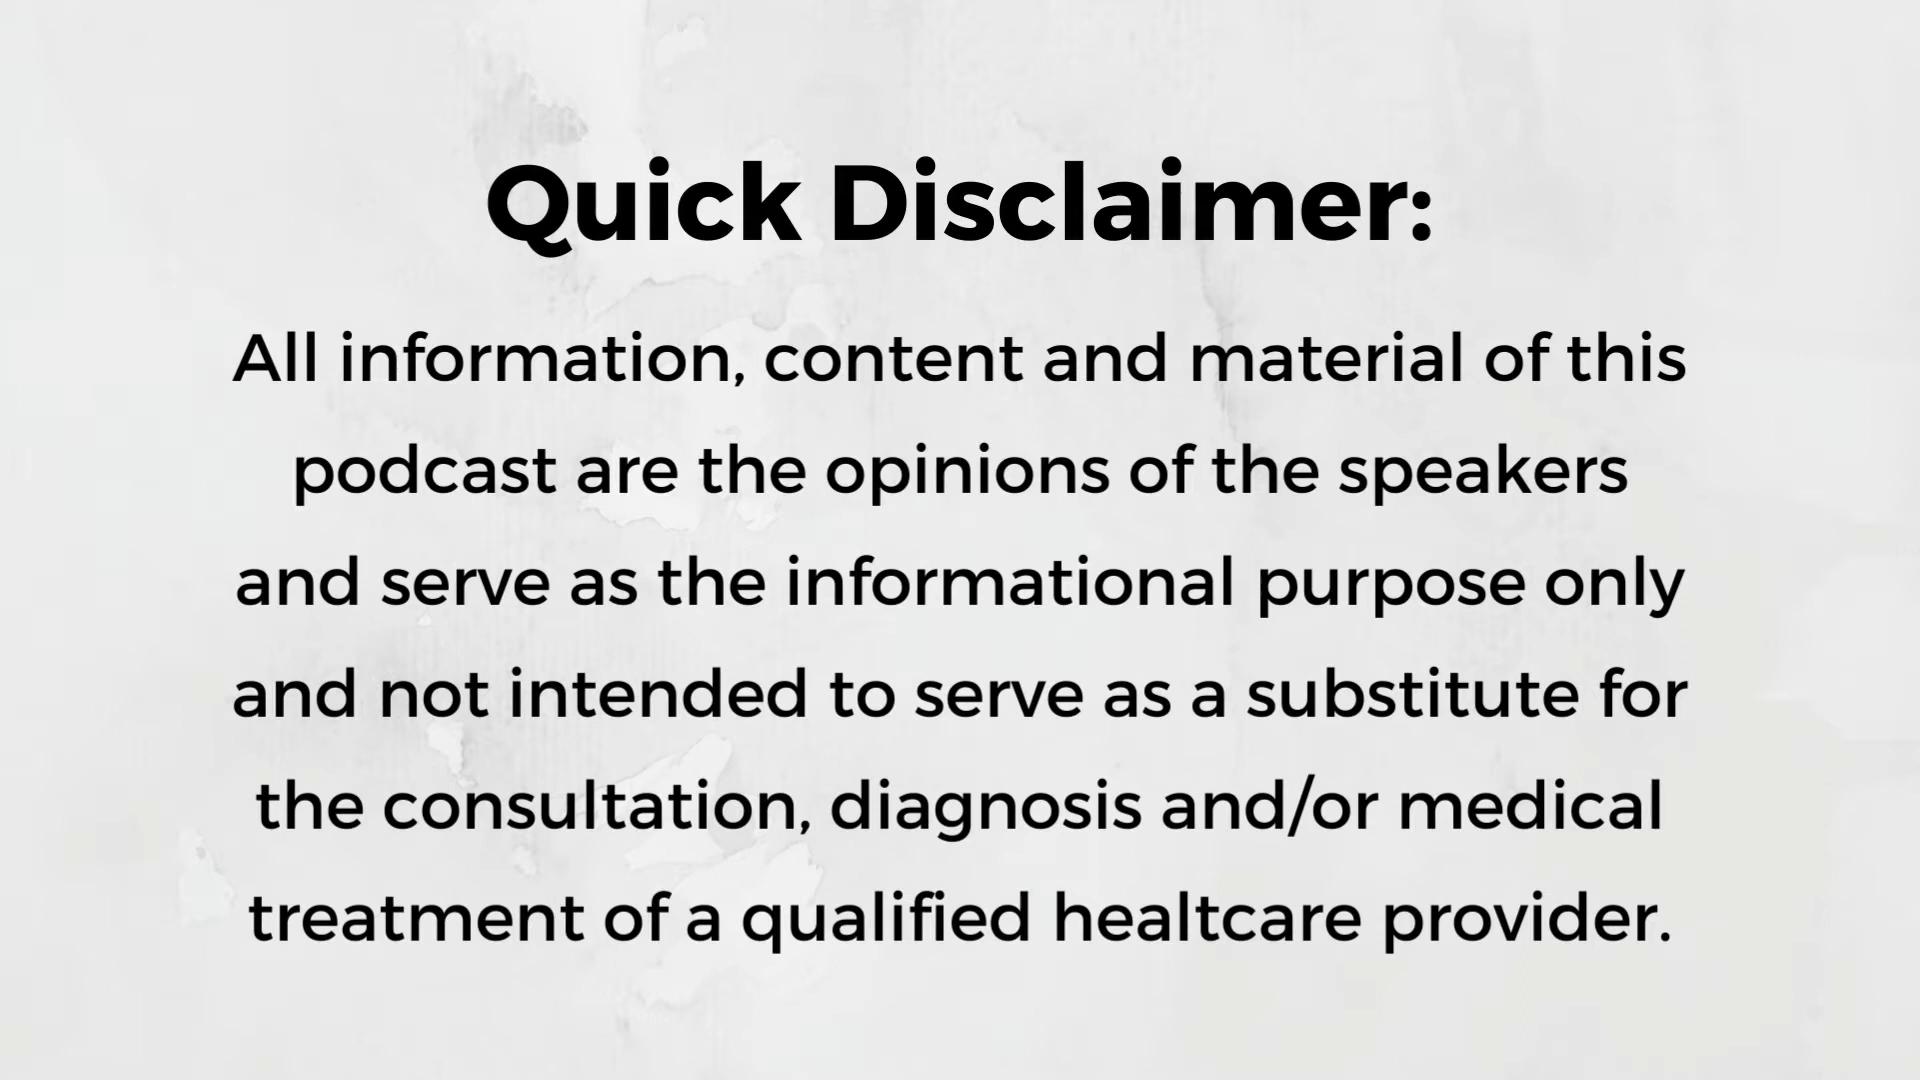 Quick Disclaimer:
All information, content and material of this
podcast are the opinions of the speakers
and serve as the informational purpose only
and not intended to serve as a substitute for
the consultation, diagnosis and/or medical
treatment of a qualified healtcare provider.